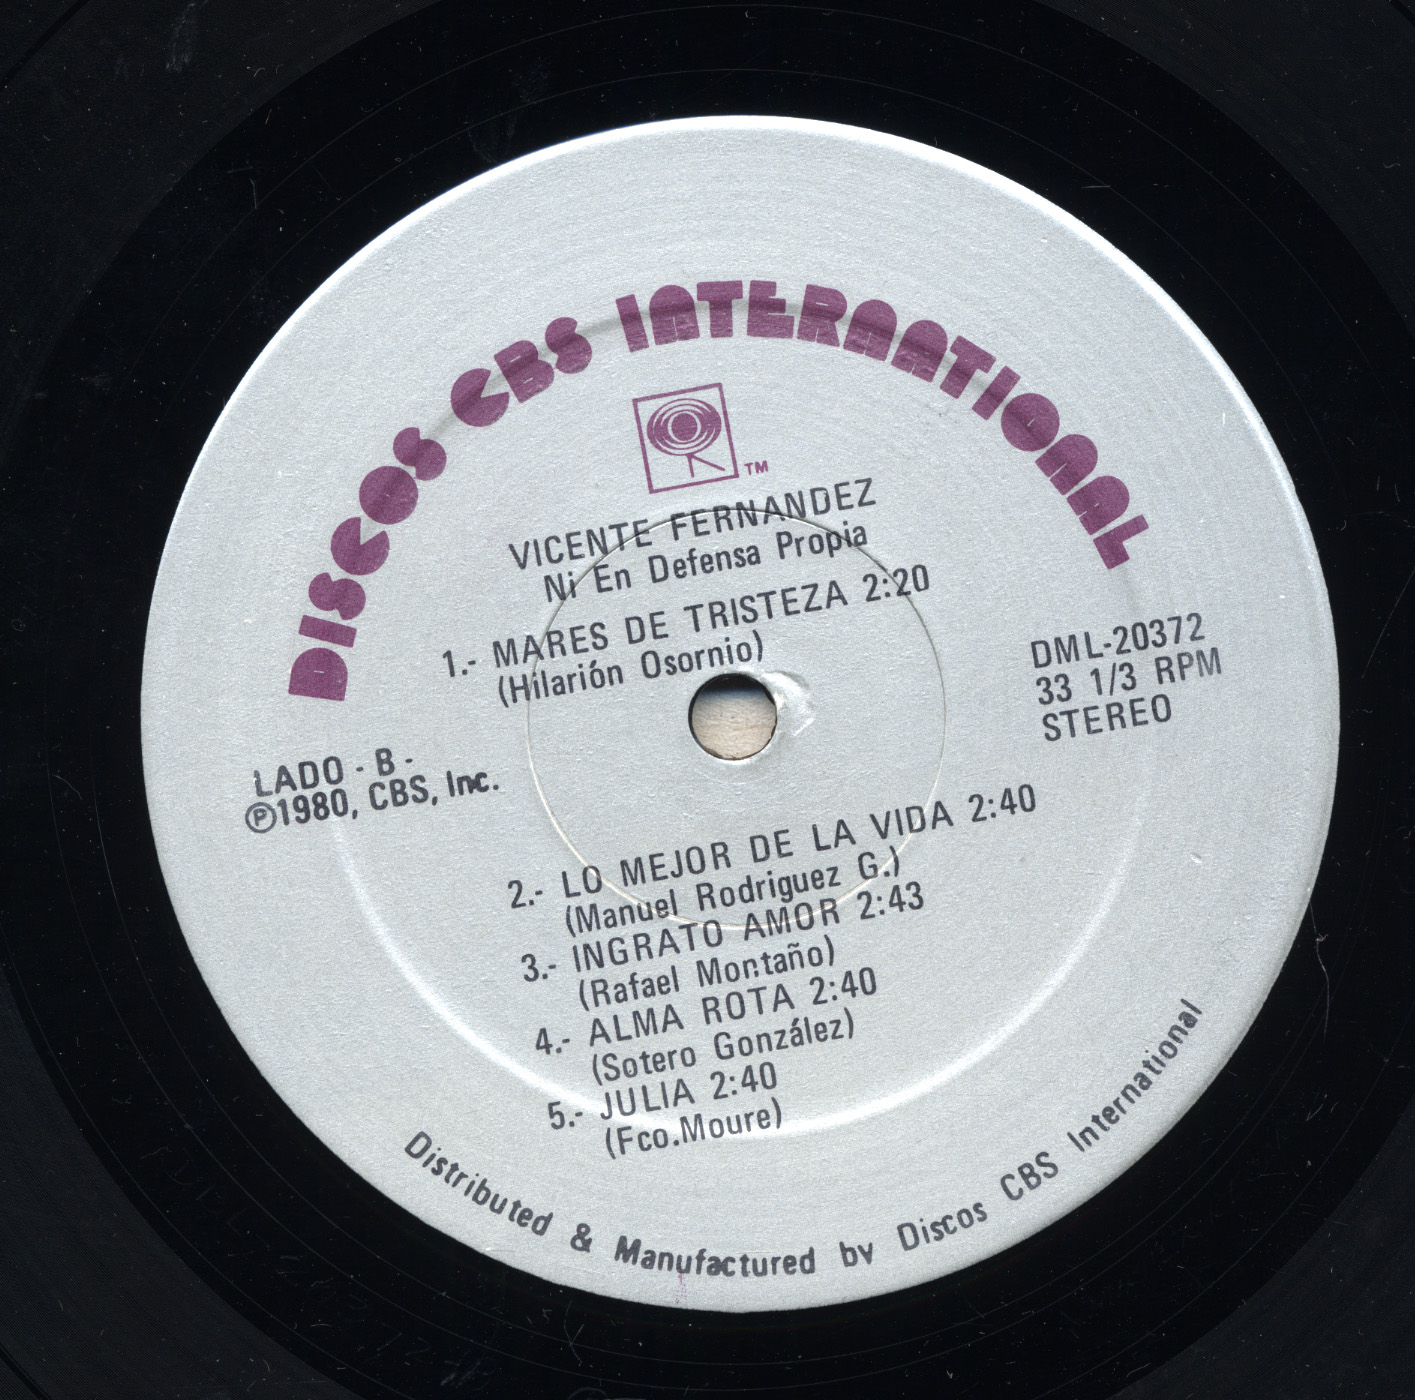 DISCOS CBS INTERNATIONAL
TM
VICENTE FERNANDEZ
Ni En Defensa Propia
1.- MARES DE TRISTEZA 2:20
(Hilarión Osornio)
DML-20372
33 1/3 RPM
STEREO
LADO - B -
Ⓟ1980, CBS, Inc.
2.- LO MEJOR DE LA VIDA 2:40
(Manuel Rodriguez G.)
3.- INGRATO AMOR 2:43
(Rafael Montaño)
4.- ALMA ROTA 2:40
(Sotero González)
5.- JULIA 2:40
(Fco.Moure)
Distributed & Manufactured by Discos CBS International